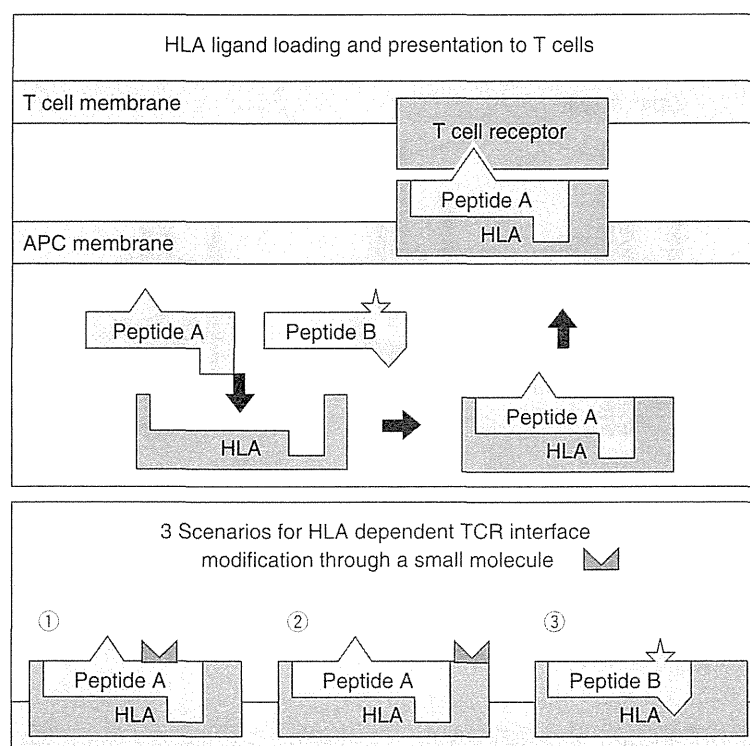 HLA ligand loading and presentation to T cells
T cell membrane
T cell receptor
Peptide A
HLA
APC membrane
Peptide A
Peptide B
HLA
Peptide A
HLA
3 Scenarios for HLA dependent TCR interface
modification through a small molecule
① ② ③
Peptide A Peptide A Peptide B
HLA HLA HLA